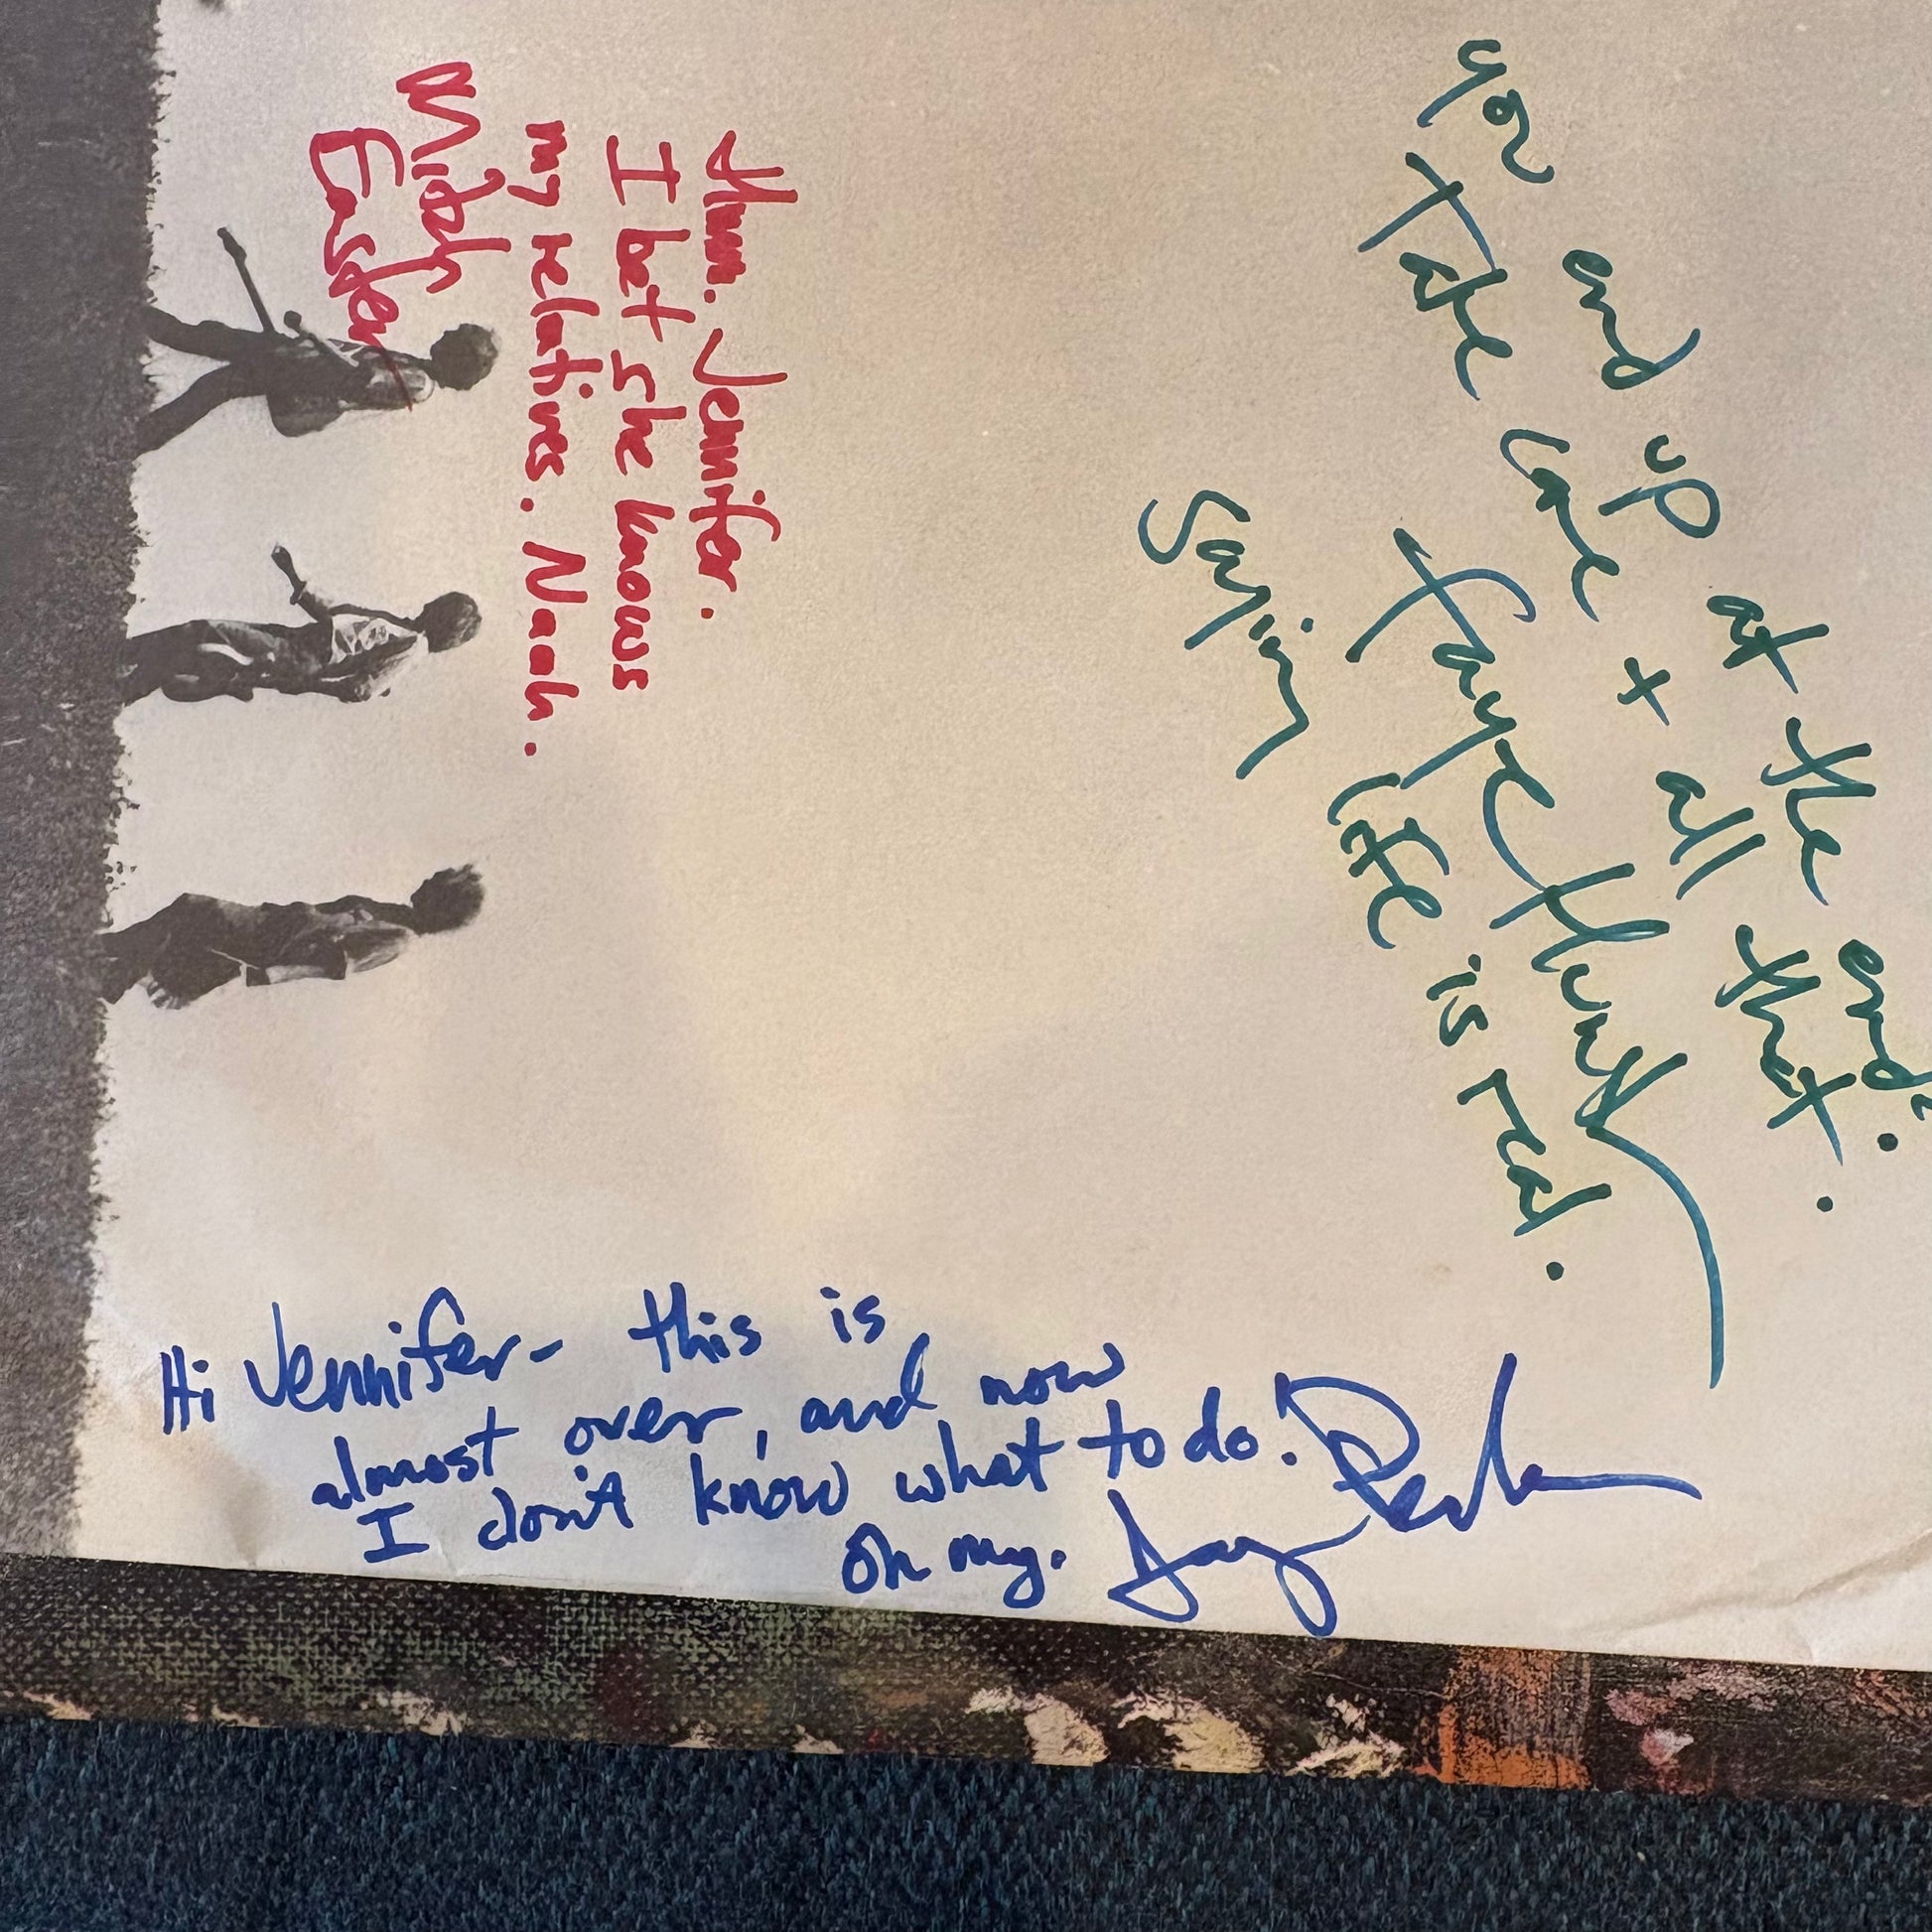 you end up at the end.
Take care + all that.
Faye Hunter
Saying life is real.
Hmm. Jennifer.
I bet she knows
my relatives. Naah.
Mitch
Easter
Hi Jennifer- this is
almost over, and now
I don't know what to do!
Oh my.